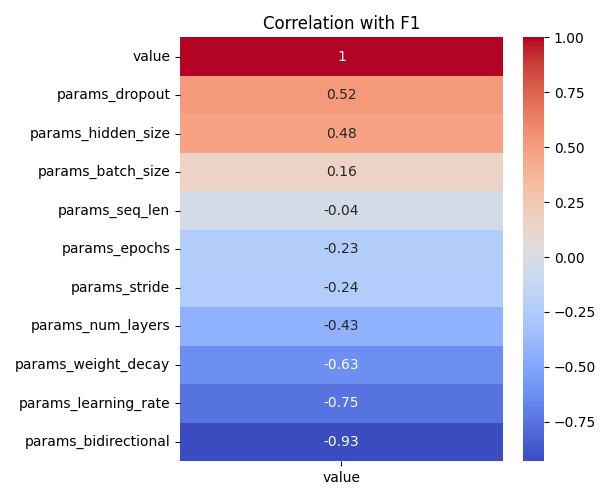 Correlation with F1
value 1
params_dropout 0.52
params_hidden_size 0.48
params_batch_size 0.16
params_seq_len -0.04
params_epochs -0.23
params_stride -0.24
params_num_layers -0.43
params_weight_decay -0.63
params_learning_rate -0.75
params_bidirectional -0.93
value
1.00
0.75
0.50
0.25
0.00
−0.25
−0.50
−0.75